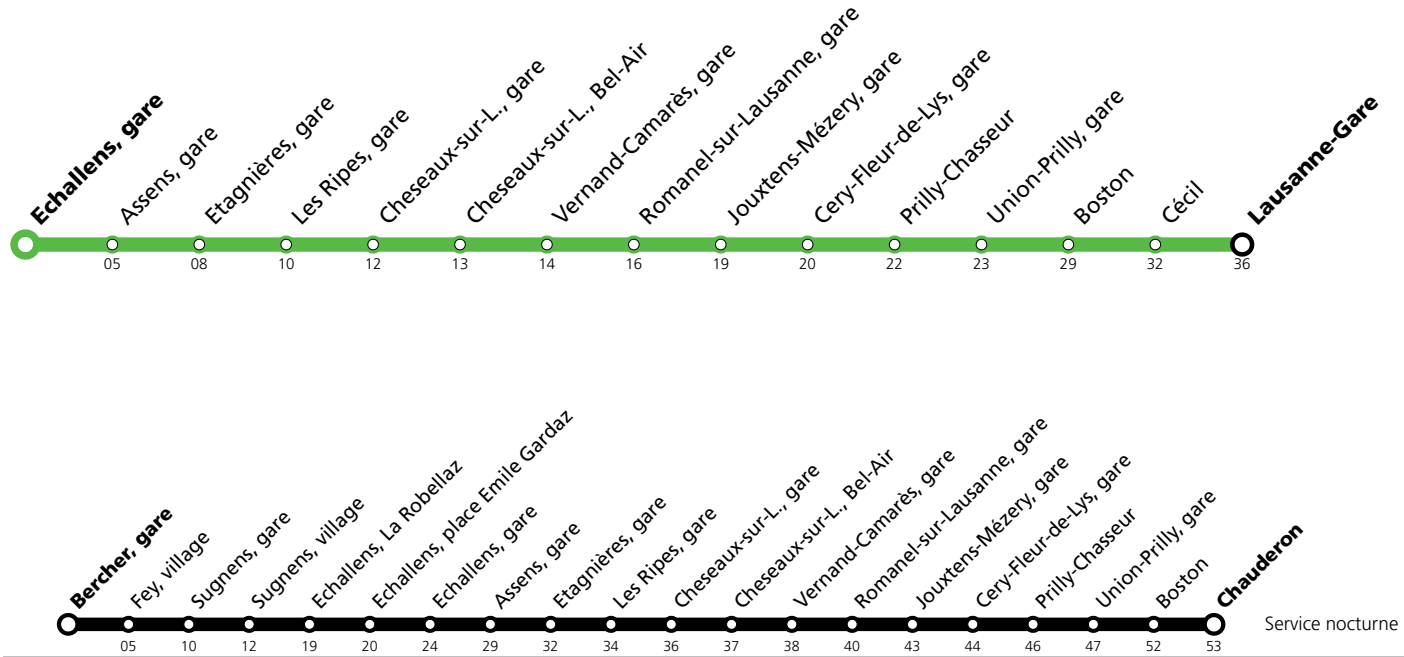 Echallens, gare
Assens, gare
Etagnières, gare
Les Ripes, gare
Cheseaux-sur-L., gare
Cheseaux-sur-L., Bel-Air
Vernand-Camarès, gare
Romanel-sur-Lausanne, gare
Jouxtens-Mézery, gare
Cery-Fleur-de-Lys, gare
Prilly-Chasseur
Union-Prilly, gare
Boston
Cécil
Lausanne-Gare
05 08 10 12 13 14 16 19 20 22 23 29 32 36
Bercher, gare
Fey, village
Sugnens, gare
Sugnens, village
Echallens, La Robellaz
Echallens, place Emile Gardaz
Echallens, gare
Assens, gare
Etagnières, gare
Les Ripes, gare
Cheseaux-sur-L., gare
Cheseaux-sur-L., Bel-Air
Vernand-Camarès, gare
Romanel-sur-Lausanne, gare
Jouxtens-Mézery, gare
Cery-Fleur-de-Lys, gare
Prilly-Chasseur
Union-Prilly, gare
Boston
Chauderon
Service nocturne
05 10 12 19 20 24 29 32 34 36 37 38 40 43 44 46 47 52 53